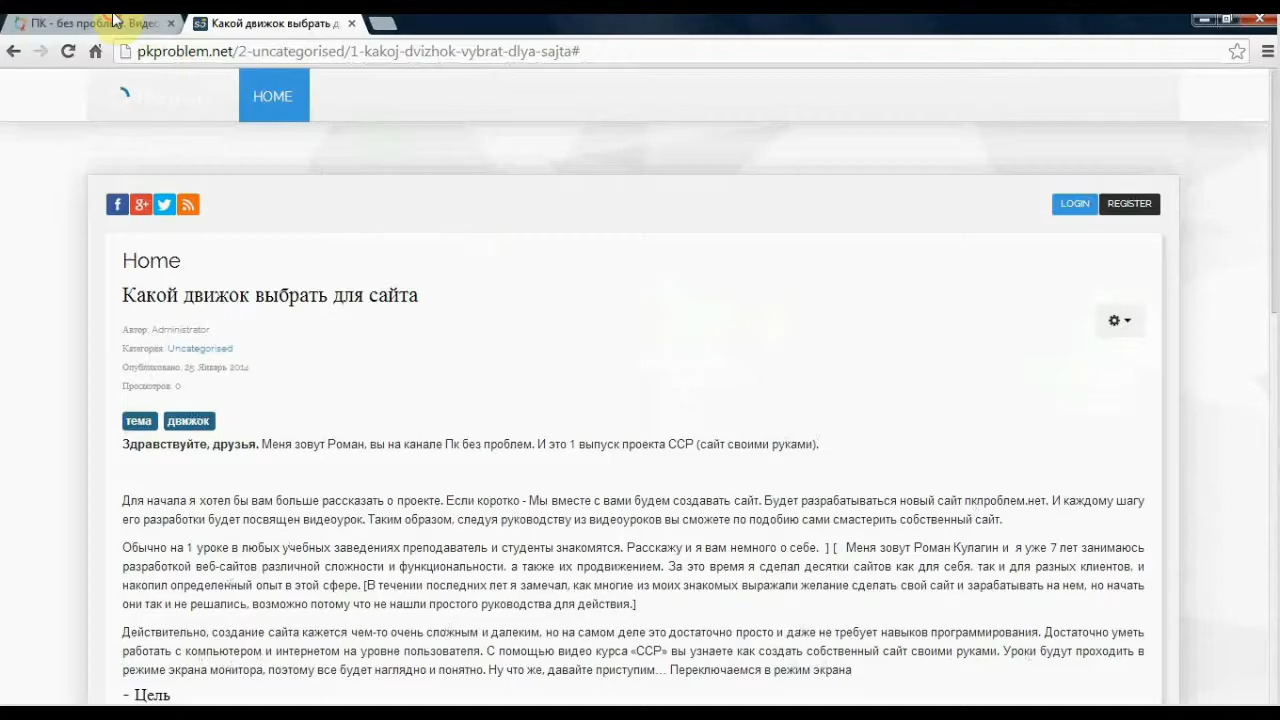 ПК - без проблем. Видео
Какой движок выбрать д
pkproblem.net/2-uncategorised/1-kakoj-dvizhok-vybrat-dlya-sajta#
HOME
LOGIN REGISTER
Home
Какой движок выбрать для сайта
Автор: Administrator
Категория: Uncategorised
Опубликовано: 25 Январь 2014
Просмотров: 0
тема движок
Здравствуйте, друзья. Меня зовут Роман, вы на канале Пк без проблем. И это 1 выпуск проекта ССР (сайт своими руками).
Для начала я хотел бы вам больше рассказать о проекте. Если коротко - Мы вместе с вами будем создавать сайт. Будет разрабатываться новый сайт пкпроблем.нет. И каждому шагу
его разработки будет посвящен видеоурок. Таким образом, следуя руководству из видеоуроков вы сможете по подобию сами смастерить собственный сайт.
Обычно на 1 уроке в любых учебных заведениях преподаватель и студенты знакомятся. Расскажу и я вам немного о себе. ] [ Меня зовут Роман Кулагин и я уже 7 лет занимаюсь
разработкой веб-сайтов различной сложности и функциональности, а также их продвижением. За это время я сделал десятки сайтов как для себя, так и для разных клиентов, и
накопил определенный опыт в этой сфере. [В течении последних лет я замечал, как многие из моих знакомых выражали желание сделать свой сайт и зарабатывать на нем, но начать
они так и не решались, возможно потому что не нашли простого руководства для действия.]
Действительно, создание сайта кажется чем-то очень сложным и далеким, но на самом деле это достаточно просто и даже не требует навыков программирования. Достаточно уметь
работать с компьютером и интернетом на уровне пользователя. С помощью видео курса «ССР» вы узнаете как создать собственный сайт своими руками. Уроки будут проходить в
режиме экрана монитора, поэтому все будет наглядно и понятно. Ну что же, давайте приступим… Переключаемся в режим экрана
- Цель